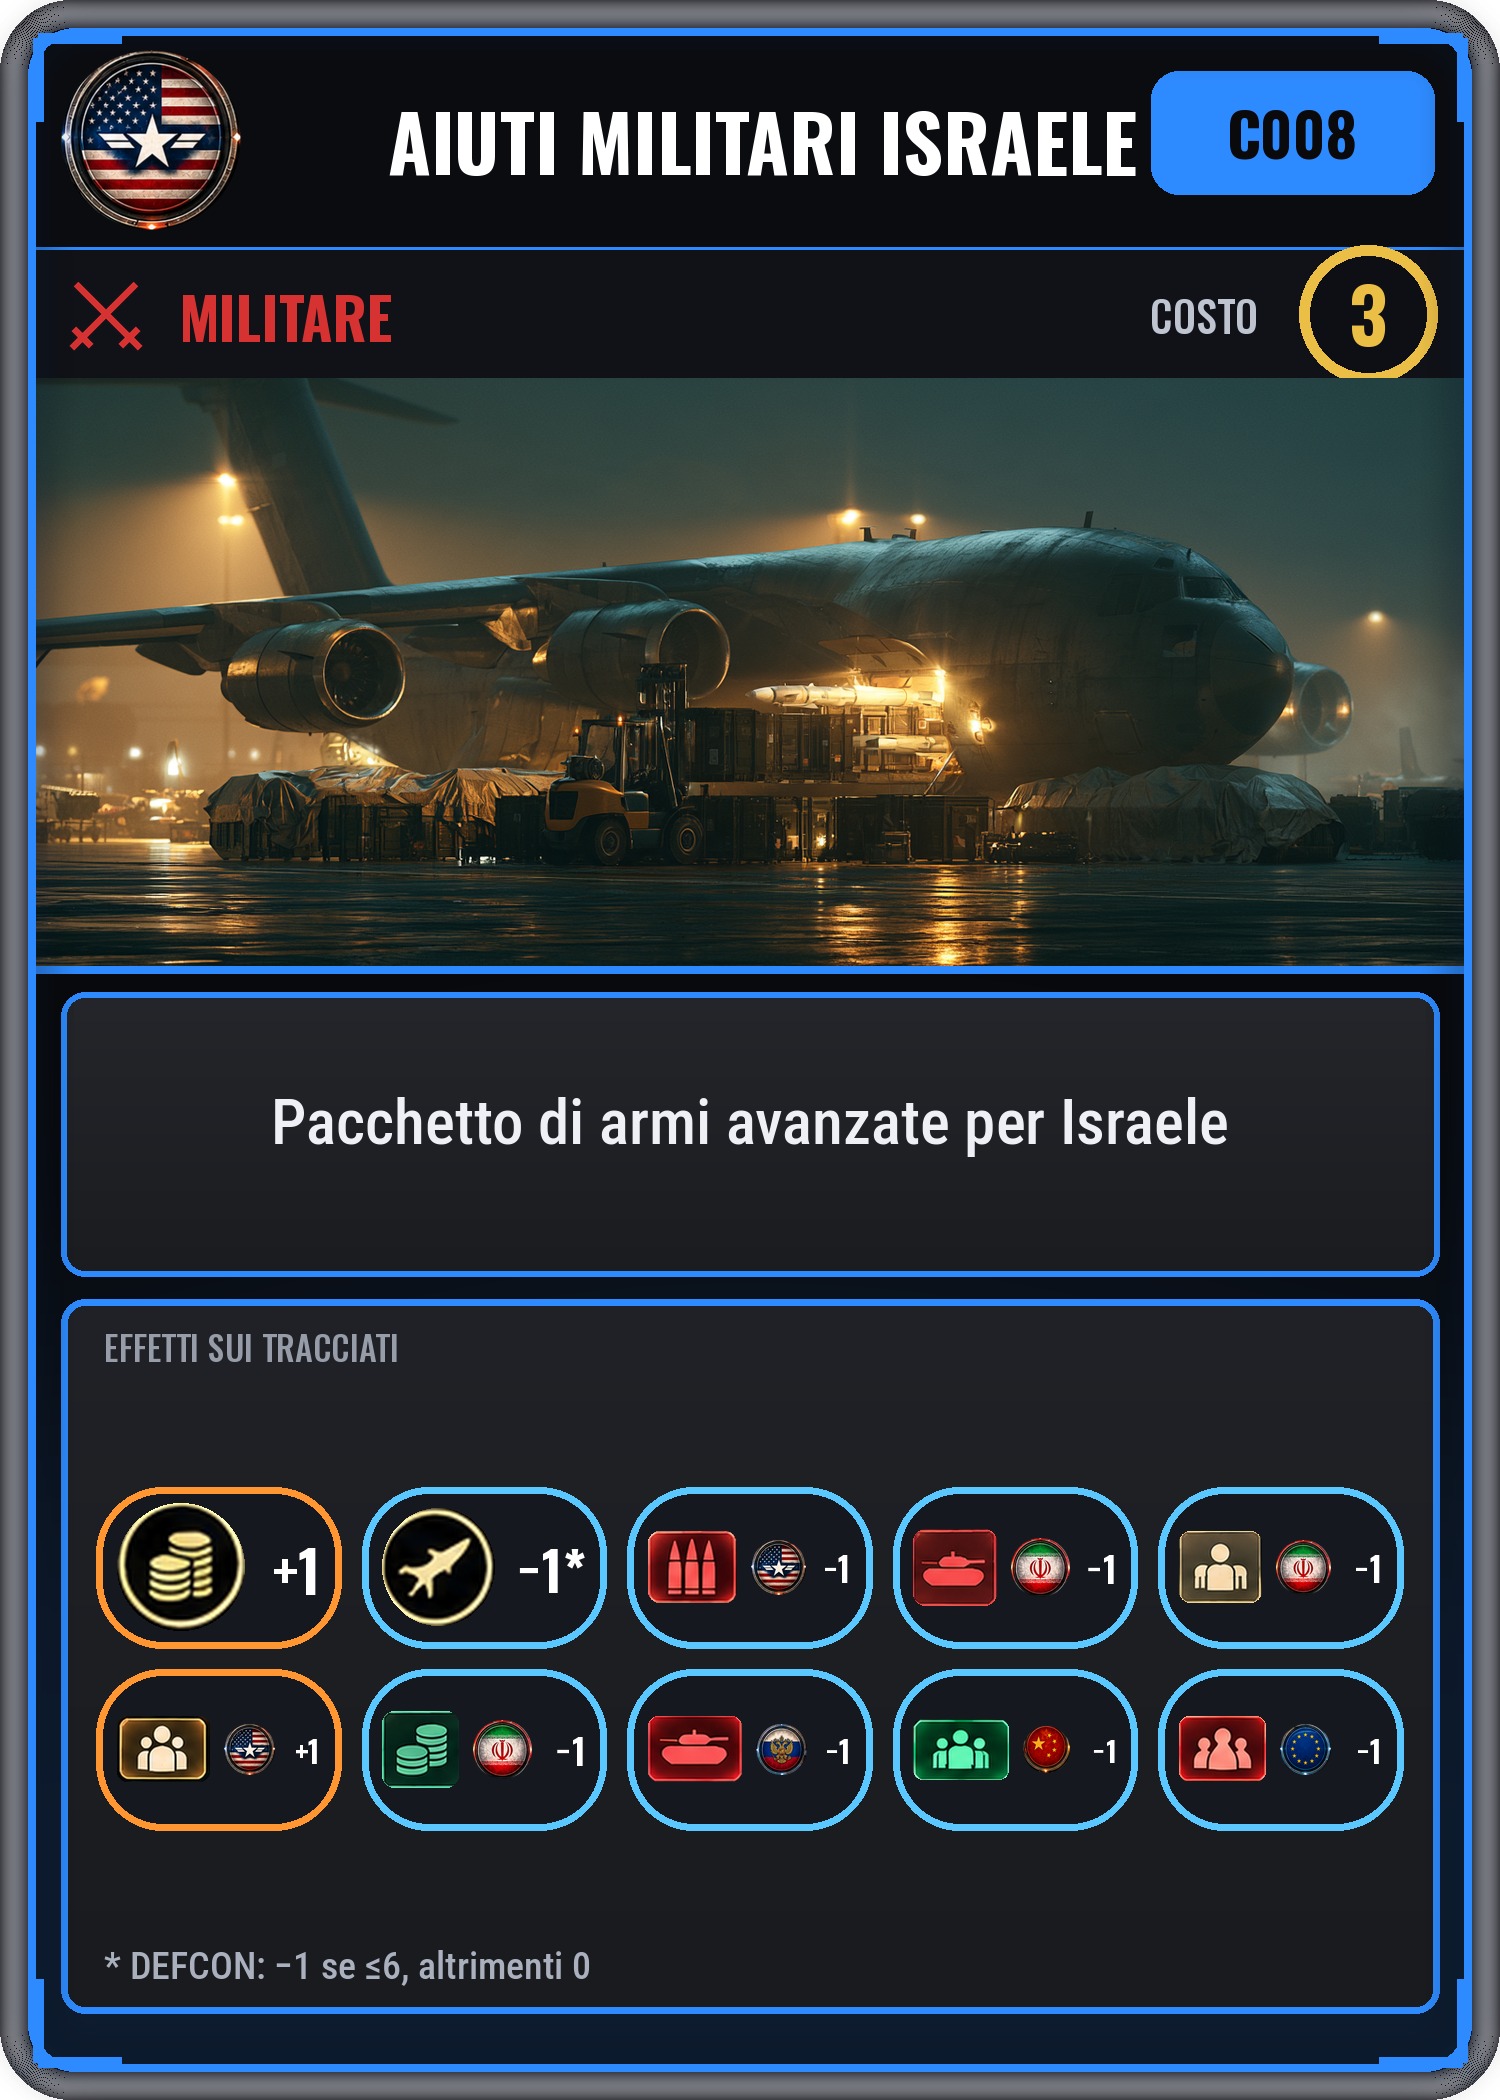 AIUTI MILITARI ISRAELE
C008
MILITARE
COSTO
3
Pacchetto di armi avanzate per Israele
EFFETTI SUI TRACCIATI
+1
−1*
−1
−1
−1
+1
−1
−1
−1
−1
* DEFCON: −1 se ≤6, altrimenti 0